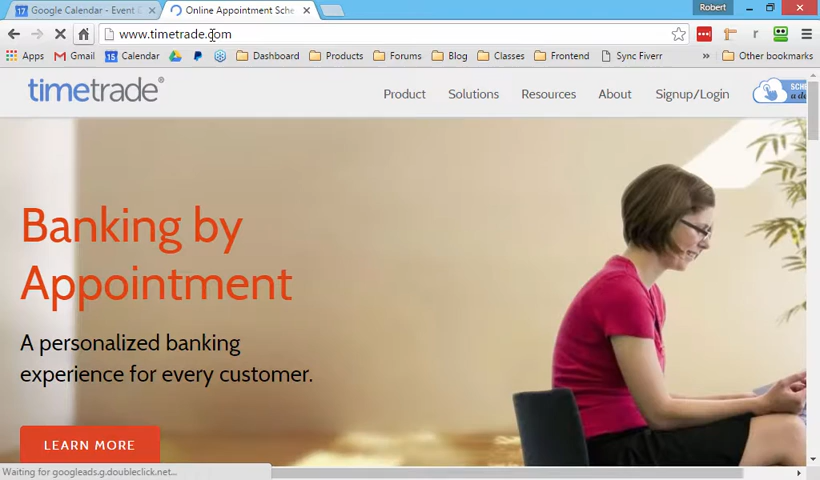 Robert
Google Calendar - Event C
Online Appointment Sche
www.timetrade.com
Apps
Gmail
Calendar
Dashboard
Products
Forums
Blog
Classes
Frontend
Sync Fiverr
Other bookmarks
timetrade®
Product
Solutions
Resources
About
Signup/Login
Banking by
Appointment
A personalized banking
experience for every customer.
LEARN MORE
Waiting for googleads.g.doubleclick.net...